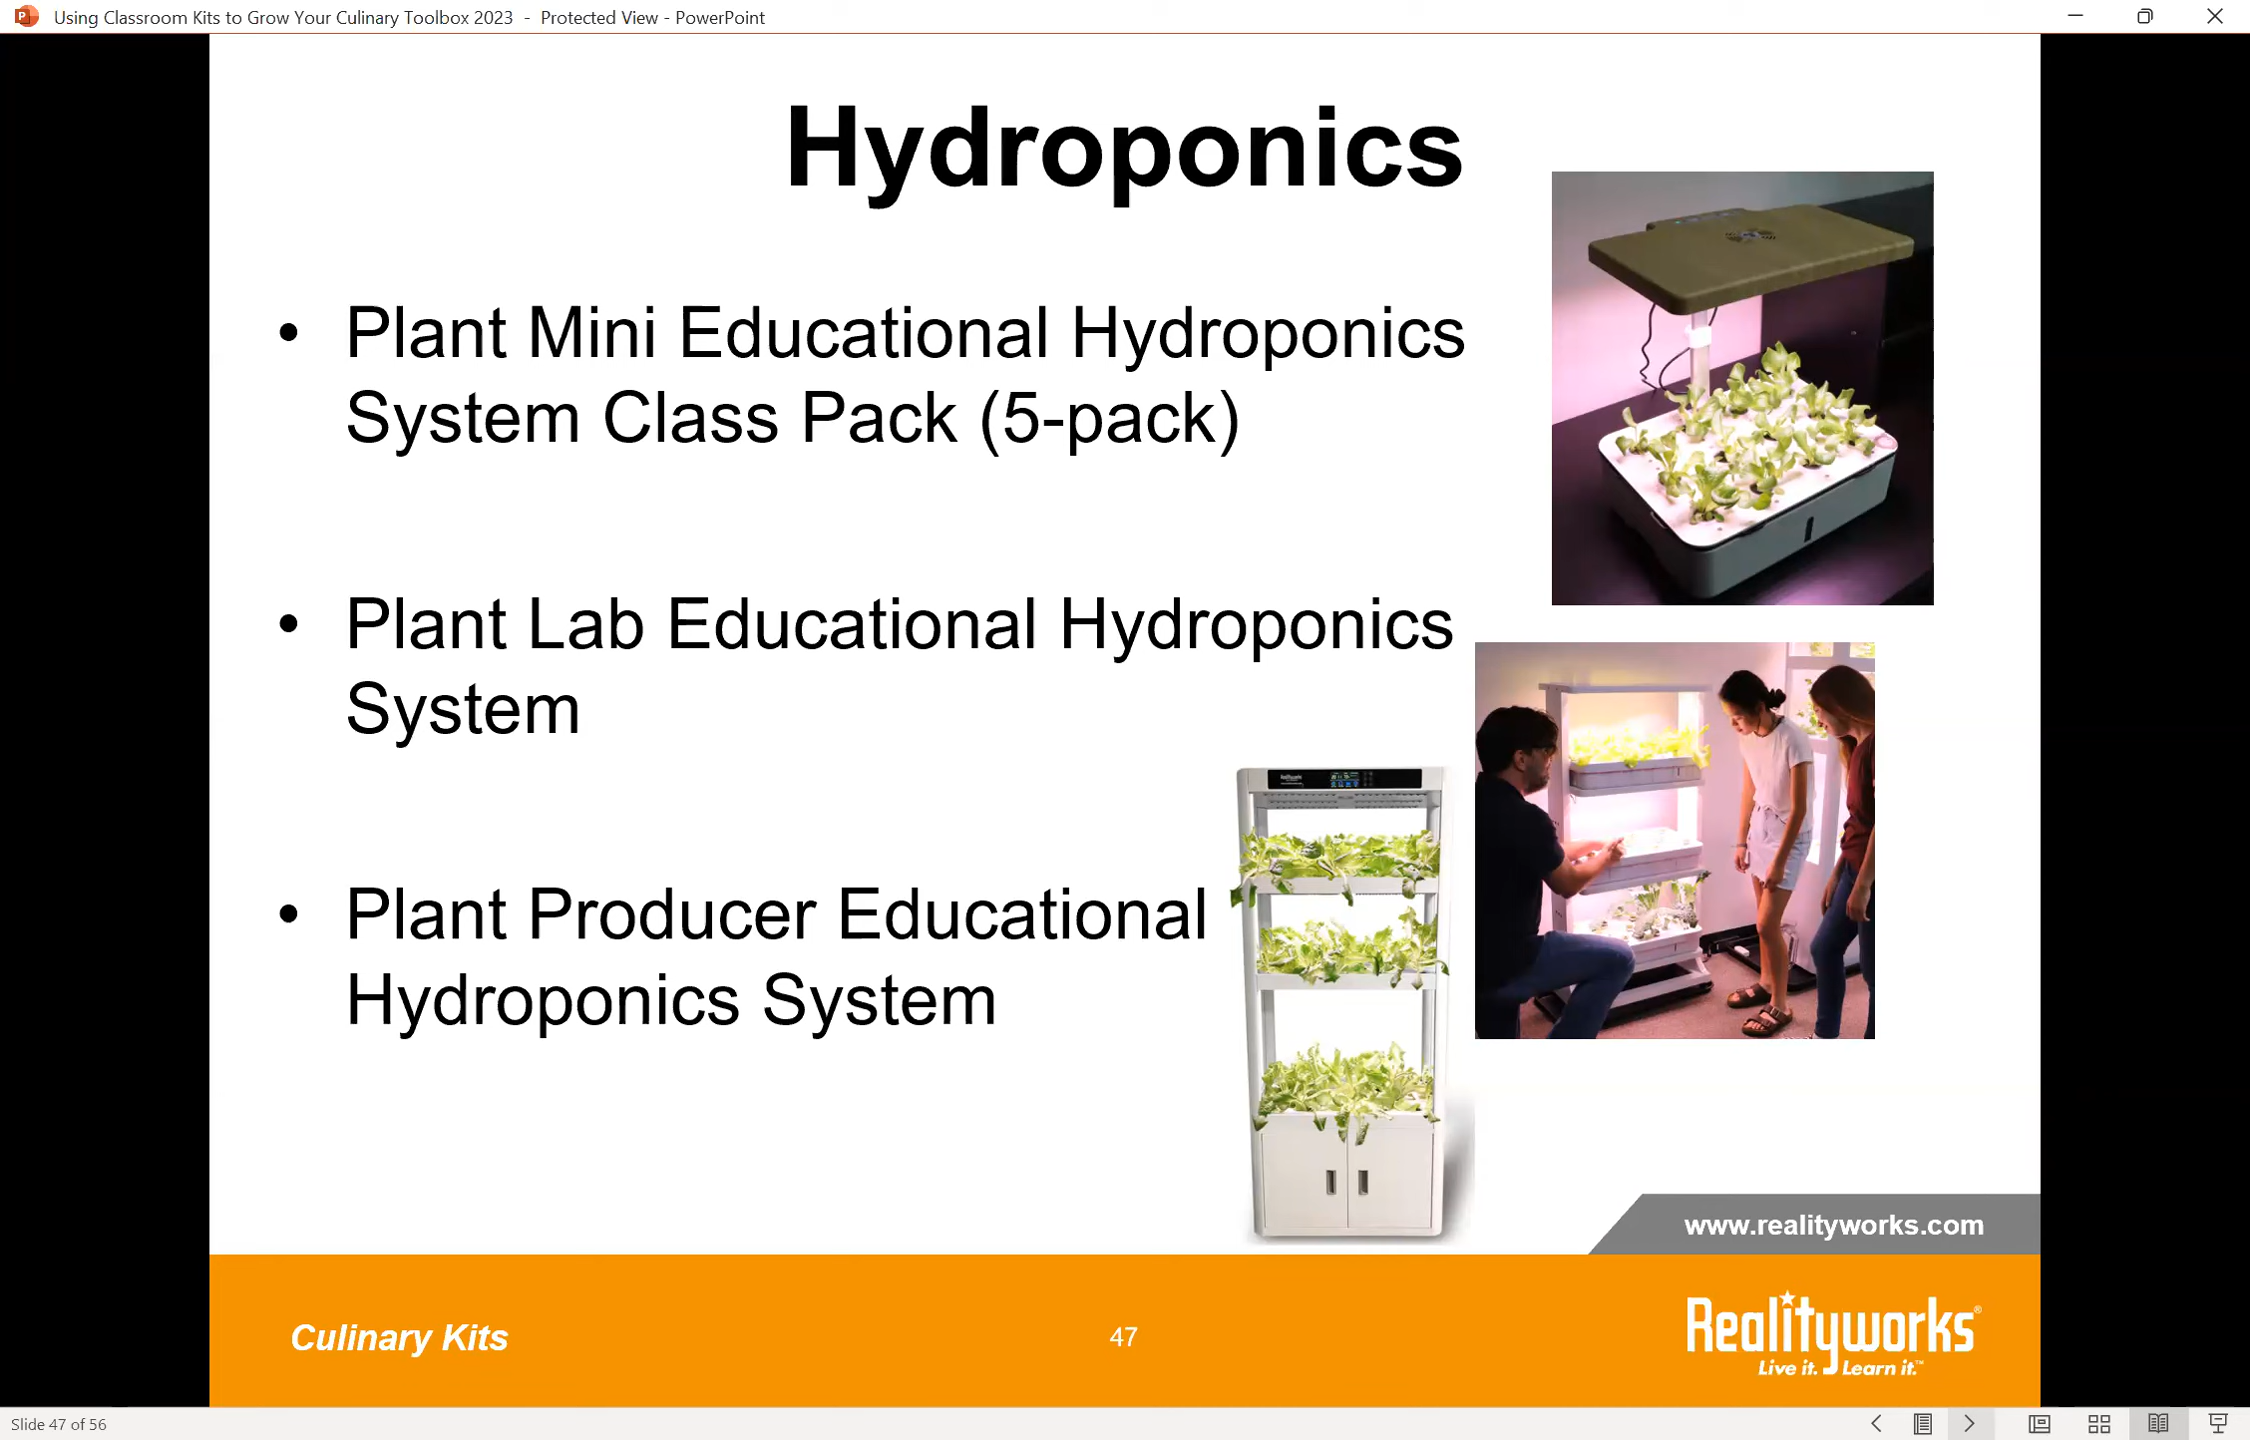 Using Classroom Kits to Grow Your Culinary Toolbox 2023 - Protected View - PowerPoint
Hydroponics
• Plant Mini Educational Hydroponics
System Class Pack (5-pack)
• Plant Lab Educational Hydroponics
System
• Plant Producer Educational
Hydroponics System
www.realityworks.com
Culinary Kits
47
Realityworks®
Live it. Learn it.™
Slide 47 of 56